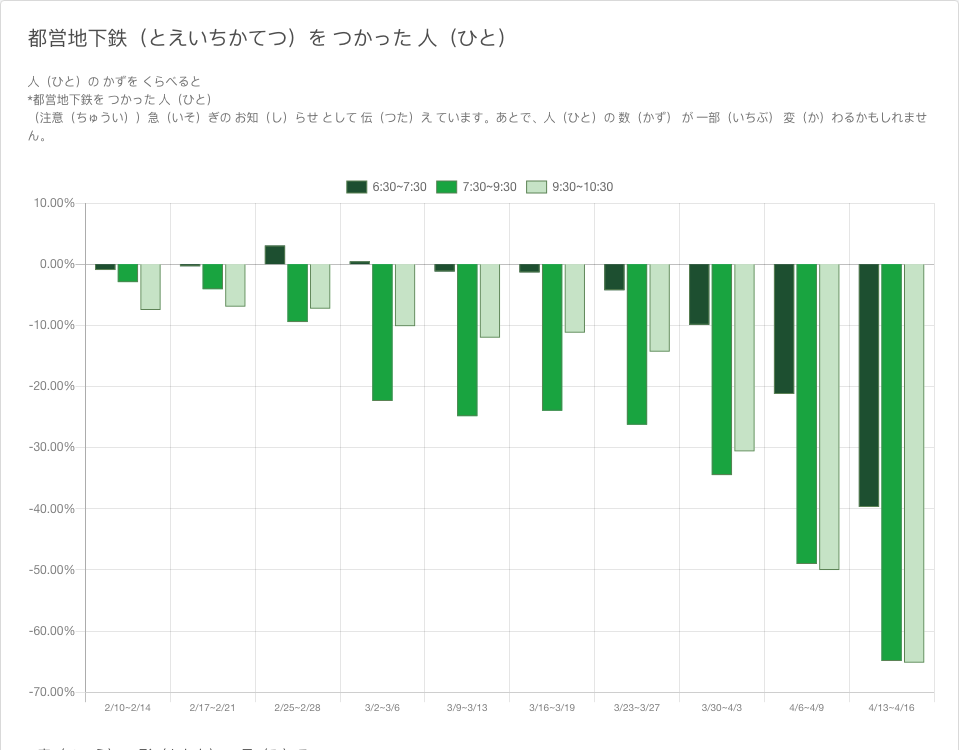 都営地下鉄（とえいちかてつ）を つかった 人（ひと）
人（ひと）の かずを くらべると
*都営地下鉄を つかった 人（ひと）
（注意（ちゅうい））急（いそ）ぎの お知（し）らせ として 伝（つた）え ています。あとで、人（ひと）の 数（かず） が 一部（いちぶ） 変（か）わるかもしれませ
ん。
6:30~7:30 7:30~9:30 9:30~10:30
10.00%
0.00%
-10.00%
-20.00%
-30.00%
-40.00%
-50.00%
-60.00%
-70.00%
2/10~2/14 2/17~2/21 2/25~2/28 3/2~3/6 3/9~3/13 3/16~3/19 3/23~3/27 3/30~4/3 4/6~4/9 4/13~4/16